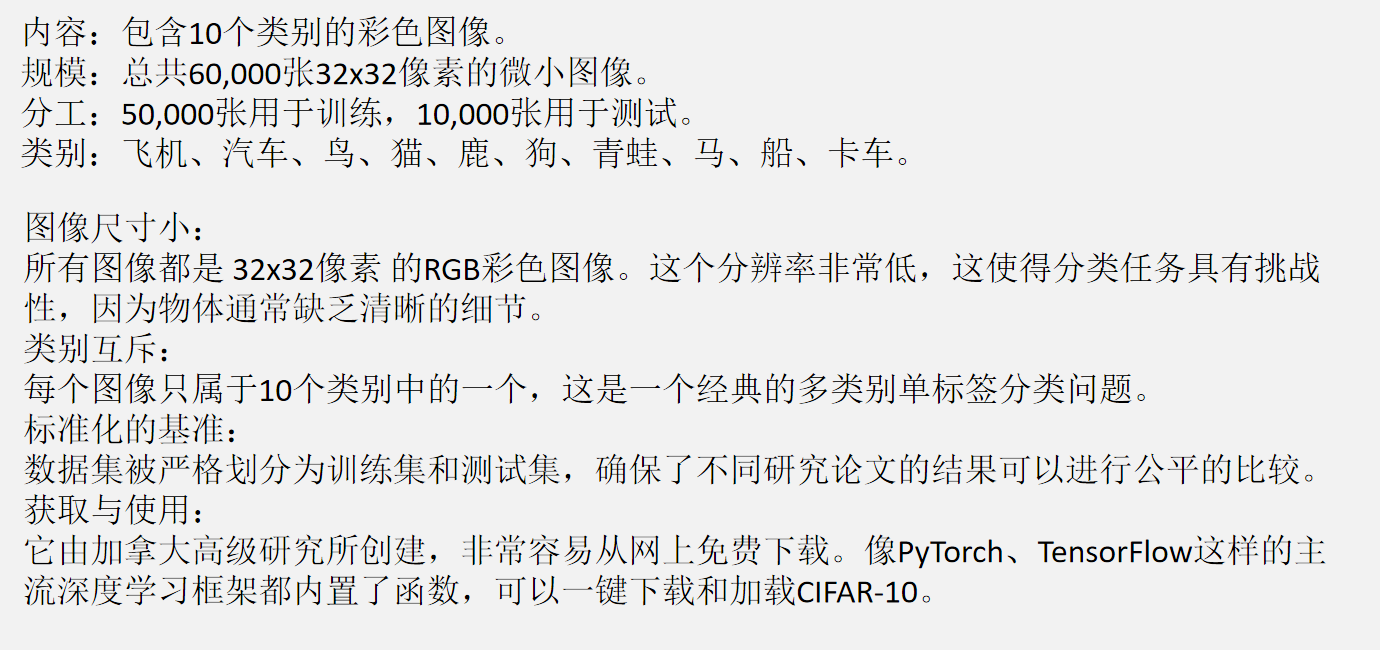 内容：包含10个类别的彩色图像。
规模：总共60,000张32x32像素的微小图像。
分工：50,000张用于训练，10,000张用于测试。
类别：飞机、汽车、鸟、猫、鹿、狗、青蛙、马、船、卡车。
图像尺寸小：
所有图像都是 32x32像素 的RGB彩色图像。这个分辨率非常低，这使得分类任务具有挑战
性，因为物体通常缺乏清晰的细节。
类别互斥：
每个图像只属于10个类别中的一个，这是一个经典的多类别单标签分类问题。
标准化的基准：
数据集被严格划分为训练集和测试集，确保了不同研究论文的结果可以进行公平的比较。
获取与使用：
它由加拿大高级研究所创建，非常容易从网上免费下载。像PyTorch、TensorFlow这样的主
流深度学习框架都内置了函数，可以一键下载和加载CIFAR-10。